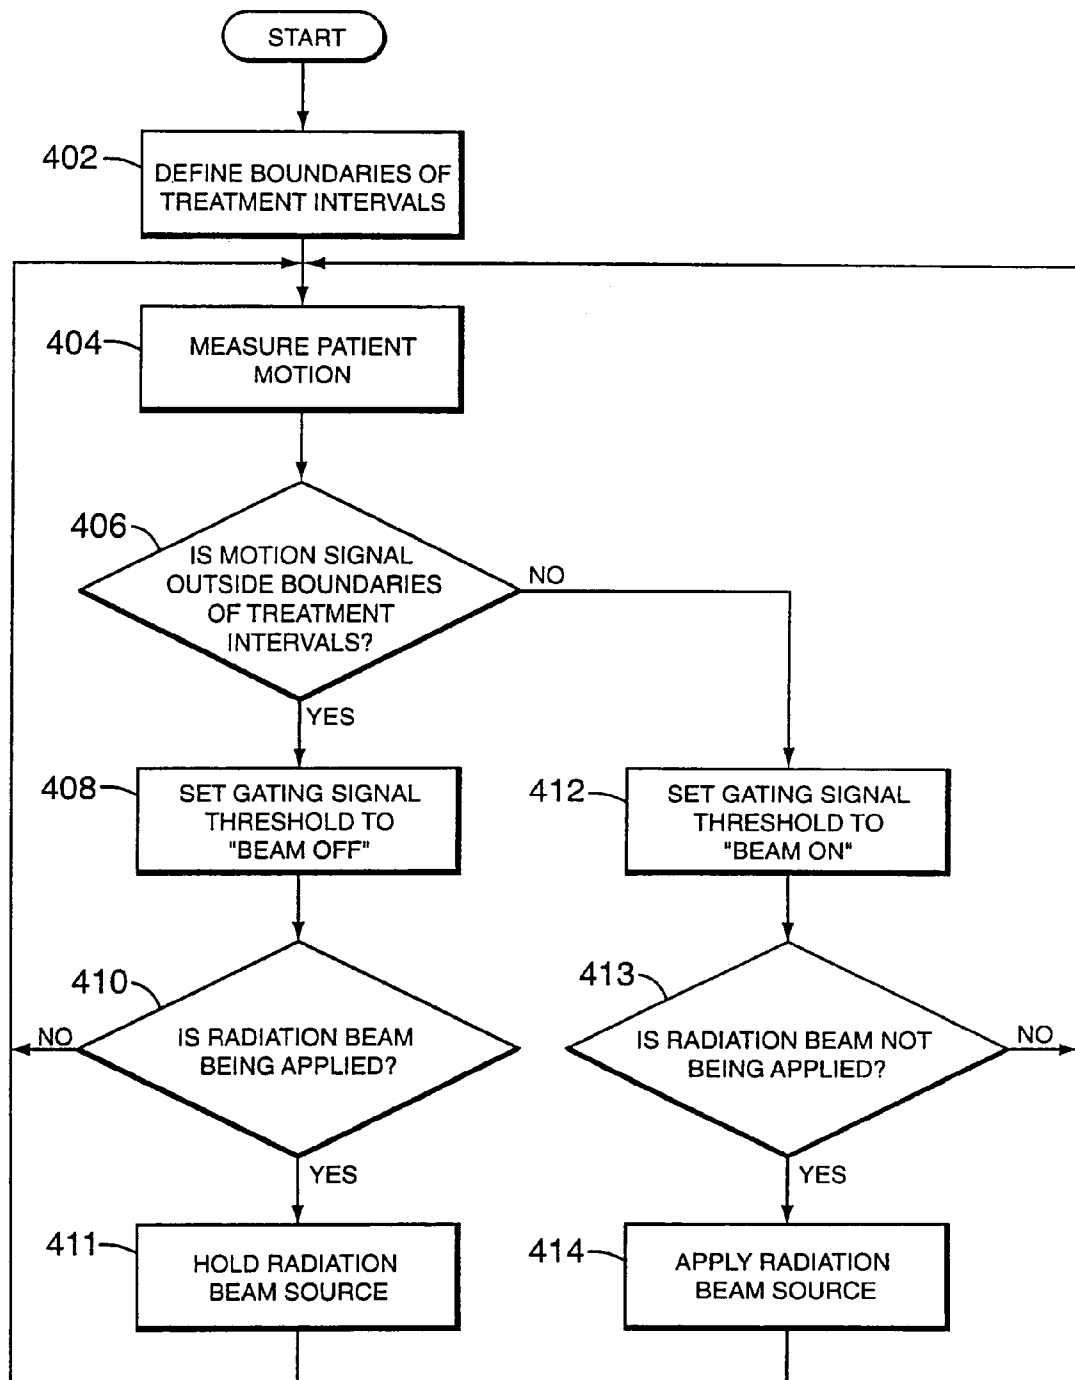 START
402
DEFINE BOUNDARIES OF
TREATMENT INTERVALS
404
MEASURE PATIENT
MOTION
406
IS MOTION SIGNAL
OUTSIDE BOUNDARIES
OF TREATMENT
INTERVALS?
NO
YES
408
SET GATING SIGNAL
THRESHOLD TO
"BEAM OFF"
412
SET GATING SIGNAL
THRESHOLD TO
"BEAM ON"
410
NO
IS RADIATION BEAM
BEING APPLIED?
YES
413
IS RADIATION BEAM NOT
BEING APPLIED?
NO
YES
411
HOLD RADIATION
BEAM SOURCE
414
APPLY RADIATION
BEAM SOURCE